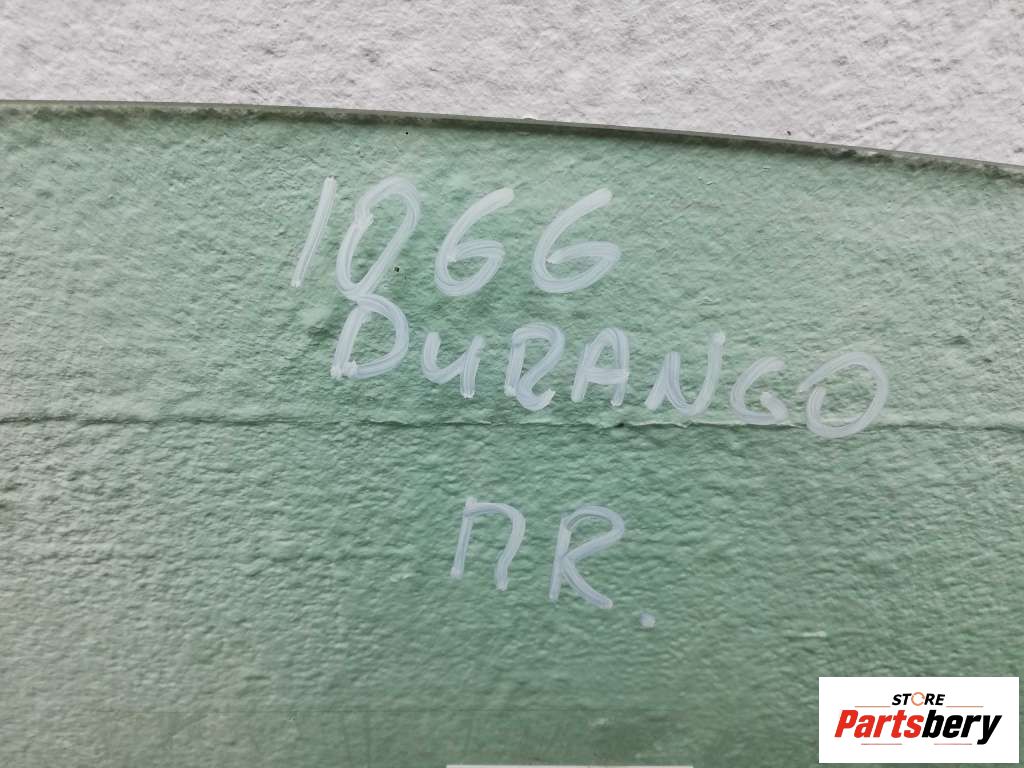 1066
DURANGO
ПR.
STORE
Partsbery